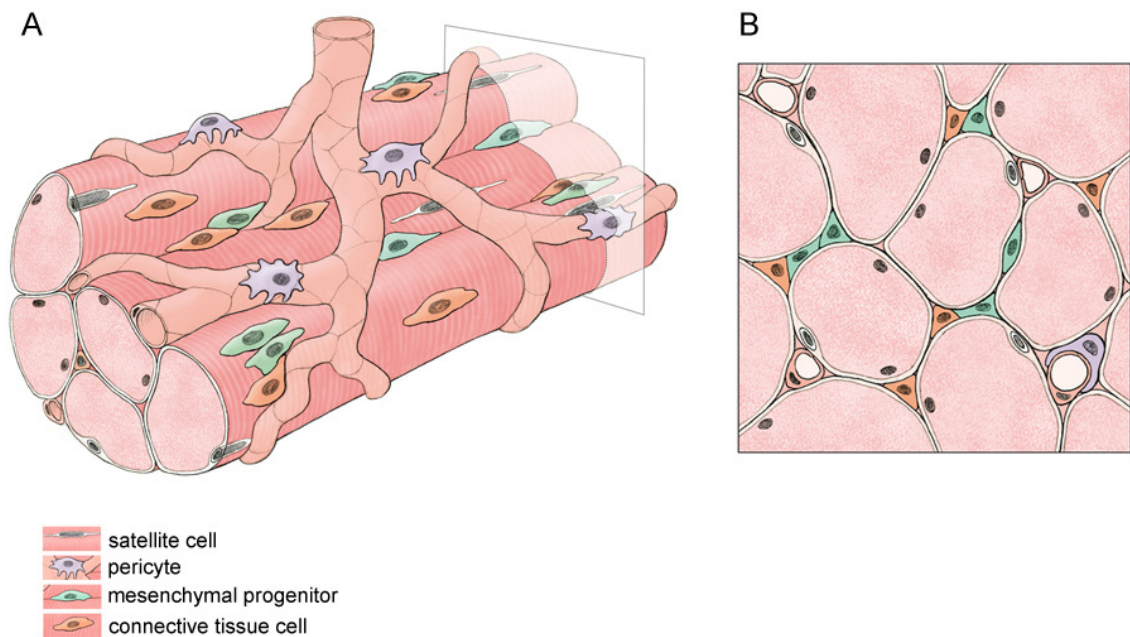 A
B
satellite cell
pericyte
mesenchymal progenitor
connective tissue cell